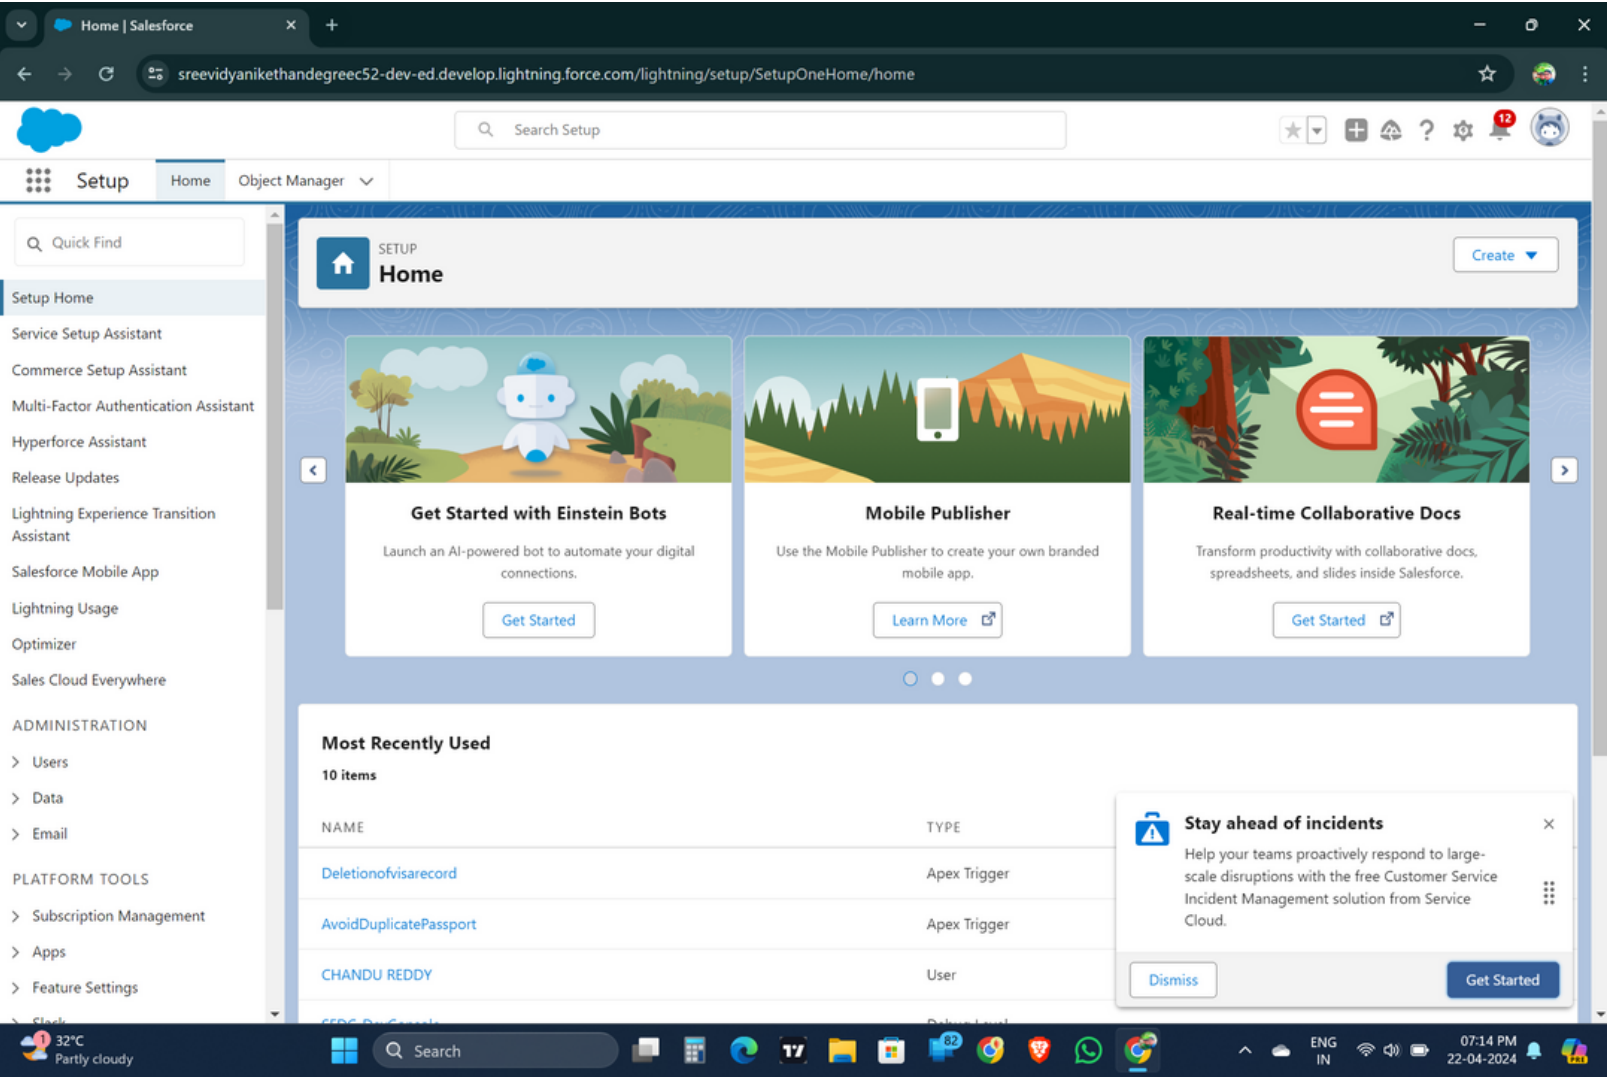 Home | Salesforce
sreevidyanikethandegreec52-dev-ed.develop.lightning.force.com/lightning/setup/SetupOneHome/home
Search Setup
12
Setup
Home
Object Manager
Quick Find
Setup Home
Service Setup Assistant
Commerce Setup Assistant
Multi-Factor Authentication Assistant
Hyperforce Assistant
Release Updates
Lightning Experience Transition
Assistant
Salesforce Mobile App
Lightning Usage
Optimizer
Sales Cloud Everywhere
ADMINISTRATION
Users
Data
Email
PLATFORM TOOLS
Subscription Management
Apps
Feature Settings
Slack
SETUP
Home
Create
Get Started with Einstein Bots
Launch an AI-powered bot to automate your digital
connections.
Get Started
Mobile Publisher
Use the Mobile Publisher to create your own branded
mobile app.
Learn More
Real-time Collaborative Docs
Transform productivity with collaborative docs,
spreadsheets, and slides inside Salesforce.
Get Started
Most Recently Used
10 items
NAME
TYPE
Deletionofvisarecord
Apex Trigger
AvoidDuplicatePassport
Apex Trigger
CHANDU REDDY
User
SFDC_DevConsole
Debug Level
Stay ahead of incidents
Help your teams proactively respond to large-
scale disruptions with the free Customer Service
Incident Management solution from Service
Cloud.
Dismiss
Get Started
1
32°C
Partly cloudy
Search
17
82
ENG
IN
07:14 PM
22-04-2024
PRE